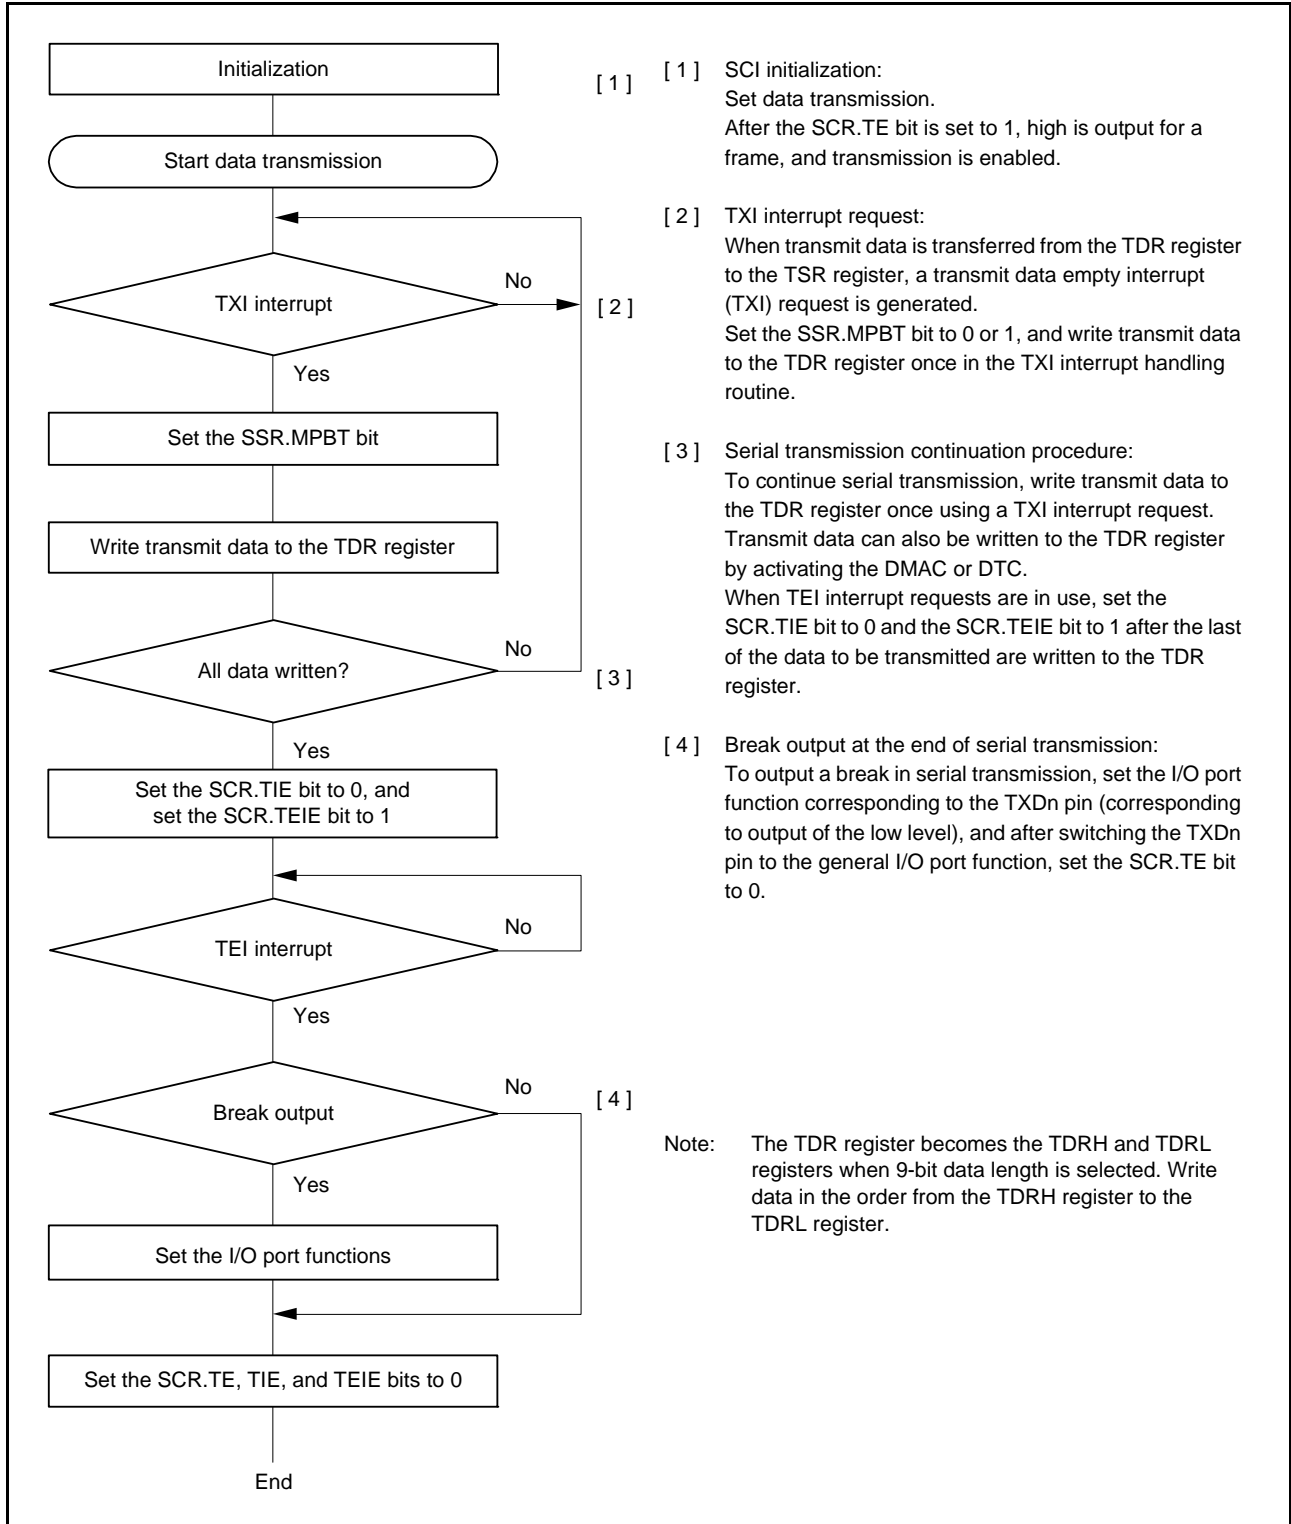 Initialization
[ 1 ]
Start data transmission
TXI interrupt
No
[ 2 ]
Yes
Set the SSR.MPBT bit
Write transmit data to the TDR register
All data written?
No
[ 3 ]
Yes
Set the SCR.TIE bit to 0, and
set the SCR.TEIE bit to 1
TEI interrupt
No
Yes
Break output
No
[ 4 ]
Yes
Set the I/O port functions
Set the SCR.TE, TIE, and TEIE bits to 0
End
[ 1 ] SCI initialization:
Set data transmission.
After the SCR.TE bit is set to 1, high is output for a
frame, and transmission is enabled.
[ 2 ] TXI interrupt request:
When transmit data is transferred from the TDR register
to the TSR register, a transmit data empty interrupt
(TXI) request is generated.
Set the SSR.MPBT bit to 0 or 1, and write transmit data
to the TDR register once in the TXI interrupt handling
routine.
[ 3 ] Serial transmission continuation procedure:
To continue serial transmission, write transmit data to
the TDR register once using a TXI interrupt request.
Transmit data can also be written to the TDR register
by activating the DMAC or DTC.
When TEI interrupt requests are in use, set the
SCR.TIE bit to 0 and the SCR.TEIE bit to 1 after the last
of the data to be transmitted are written to the TDR
register.
[ 4 ] Break output at the end of serial transmission:
To output a break in serial transmission, set the I/O port
function corresponding to the TXDn pin (corresponding
to output of the low level), and after switching the TXDn
pin to the general I/O port function, set the SCR.TE bit
to 0.
Note: The TDR register becomes the TDRH and TDRL
registers when 9-bit data length is selected. Write
data in the order from the TDRH register to the
TDRL register.